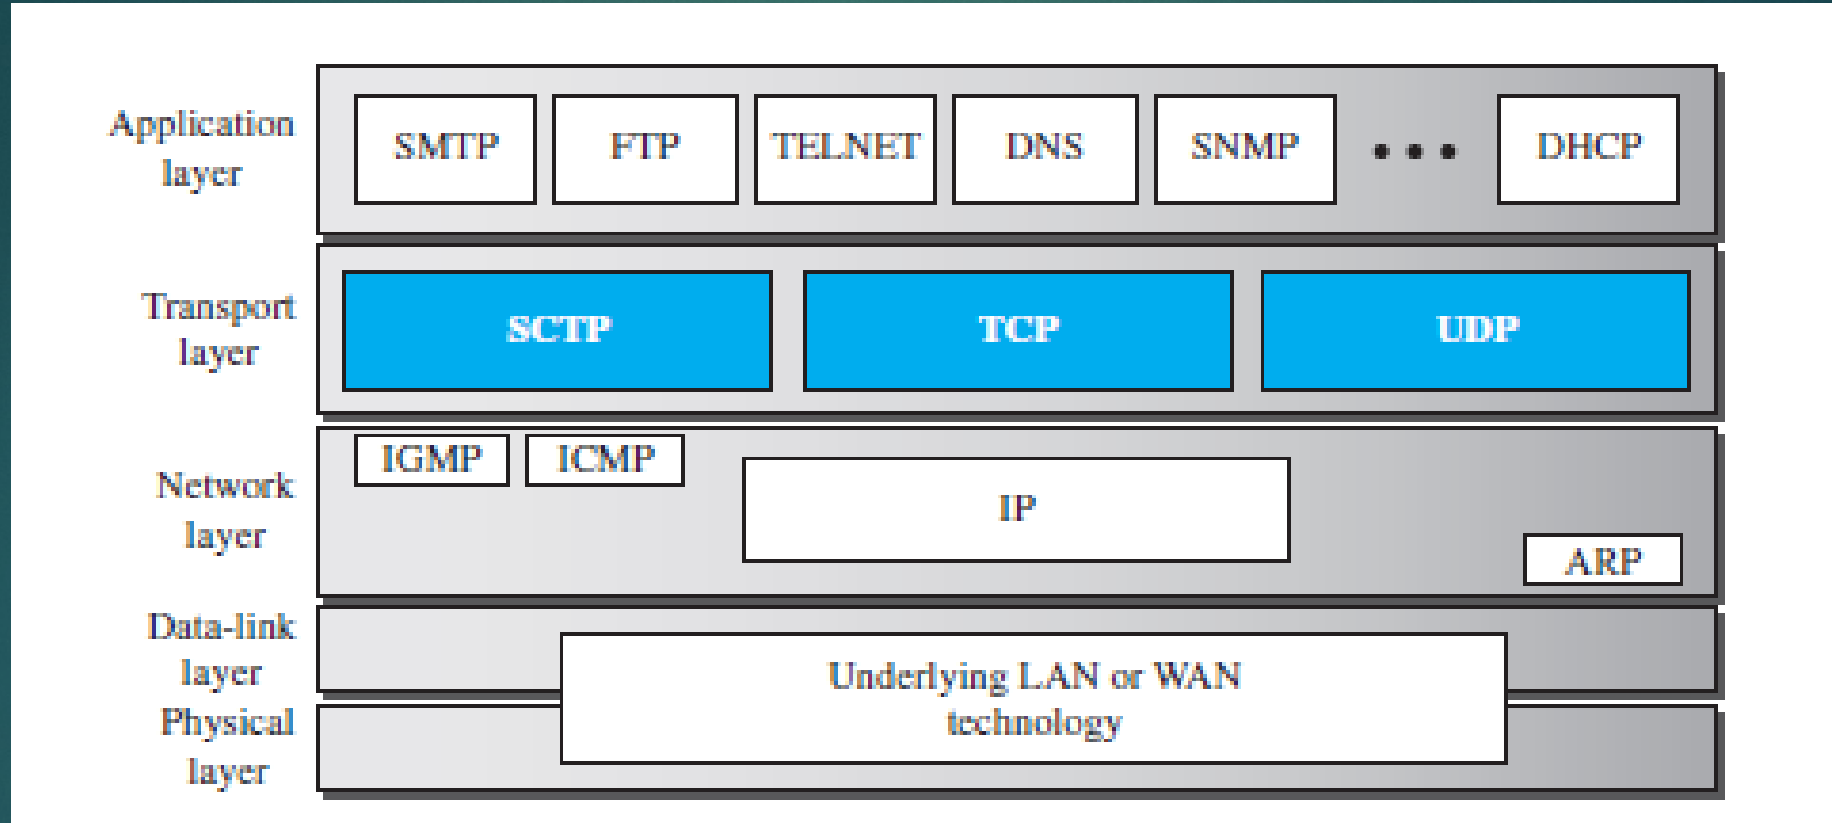 Application
layer
SMTP
FTP
TELNET
DNS
SNMP
DHCP
Transport
layer
SCTP
TCP
UDP
Network
layer
IGMP
ICMP
IP
ARP
Data-link
layer
Physical
layer
Underlying LAN or WAN
technology